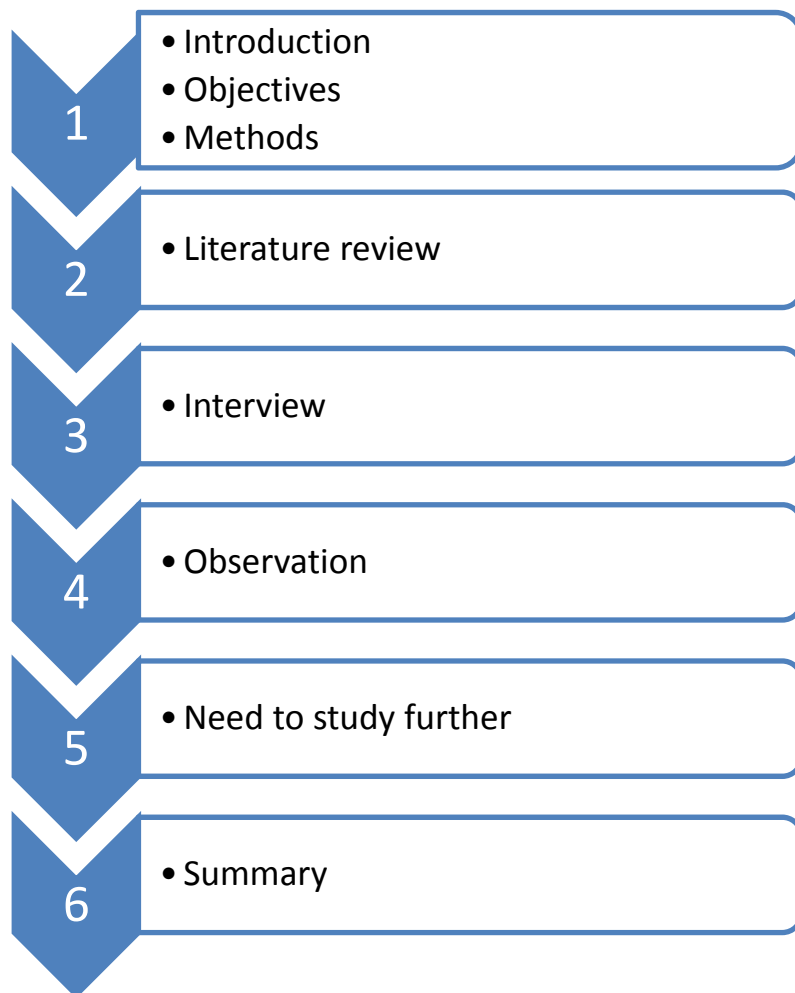 1
• Introduction
• Objectives
• Methods
2
• Literature review
3
• Interview
4
• Observation
5
• Need to study further
6
• Summary